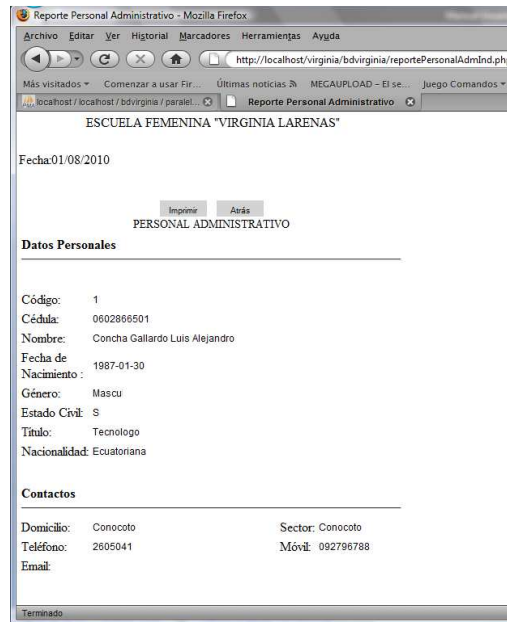 Reporte Personal Administrativo - Mozilla Firefox
Archivo Editar Ver Historial Marcadores Herramientas Ayuda
http://localhost/virginia/bdvirginia/reportePersonalAdmInd.ph
Más visitados Comenzar a usar Fir... Últimas noticias MEGAUPLOAD - El se... Juego Comandos
localhost / localhost / bdvirginia / paralel... Reporte Personal Administrativo
ESCUELA FEMENINA "VIRGINIA LARENAS"
Fecha:01/08/2010
Imprimir Atrás
PERSONAL ADMINISTRATIVO
Datos Personales
Código: 1
Cédula: 0602866501
Nombre: Concha Gallardo Luis Alejandro
Fecha de
Nacimiento : 1987-01-30
Género: Mascu
Estado Civil: S
Título: Tecnologo
Nacionalidad: Ecuatoriana
Contactos
Domicilio: Conocoto Sector: Conocoto
Teléfono: 2605041 Móvil: 092796788
Email:
Terminado